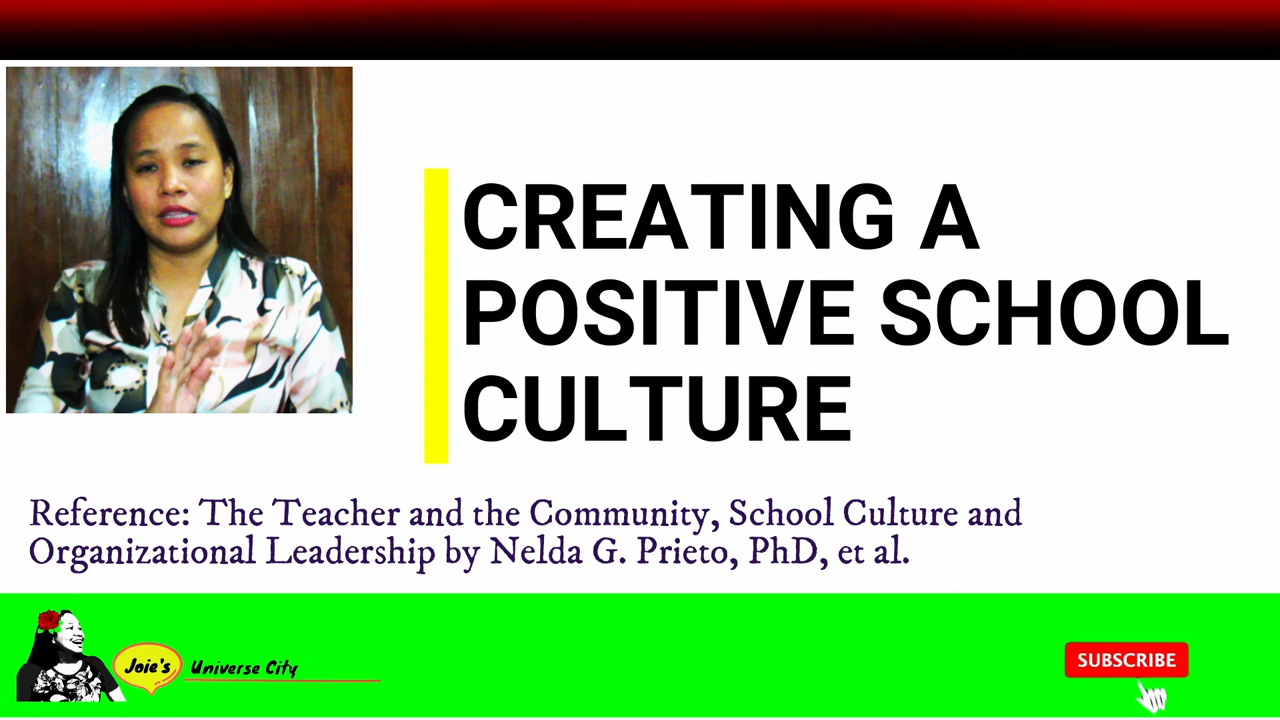 CREATING A
POSITIVE SCHOOL
CULTURE
Reference: The Teacher and the Community, School Culture and
Organizational Leadership by Nelda G. Prieto, PhD, et al.
Joie's Universe City
SUBSCRIBE